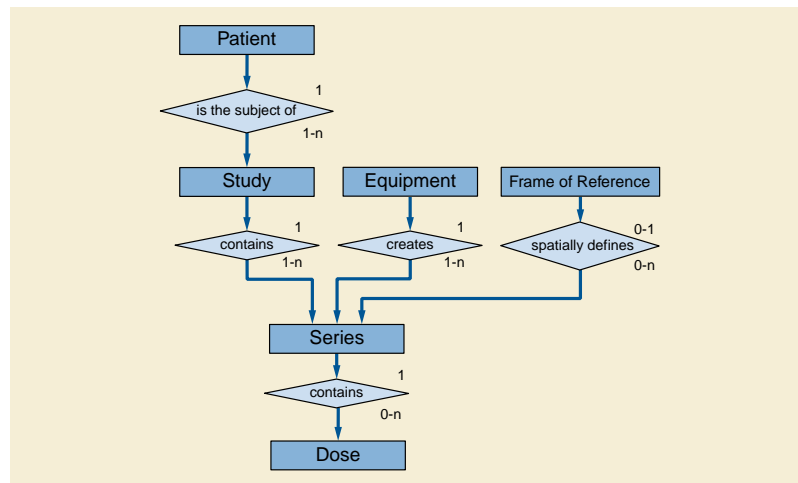 Patient
1
is the subject of
1-n
Study
Equipment
Frame of Reference
1
1
0-1
contains
creates
spatially defines
1-n
1-n
0-n
Series
1
contains
0-n
Dose